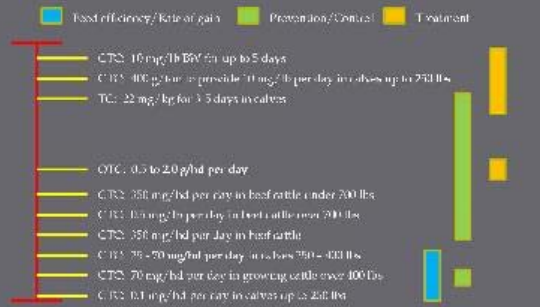 Feed efficiency/Rate of gain
Prevention/Control
Treatment
CTC: 10 mg/lb BW for up to 5 days
CTC: 400 g/ton to provide 10 mg/lb per day in calves up to 250 lbs
TC: 22 mg/kg for 3-5 days in calves
OTC: 0.5 to 2.0 g/hd per day
CTC: 350 mg/hd per day in beef cattle under 700 lbs
CTC: 0.5 mg/lb per day in beef cattle over 700 lbs
CTC: 350 mg/hd per day in beef cattle
CTC: 25 - 70 mg/hd per day in calves 250 - 400 lbs
CTC: 70 mg/hd per day in growing cattle over 400 lbs
CTC: 0.1 mg/hd per day in calves up to 250 lbs